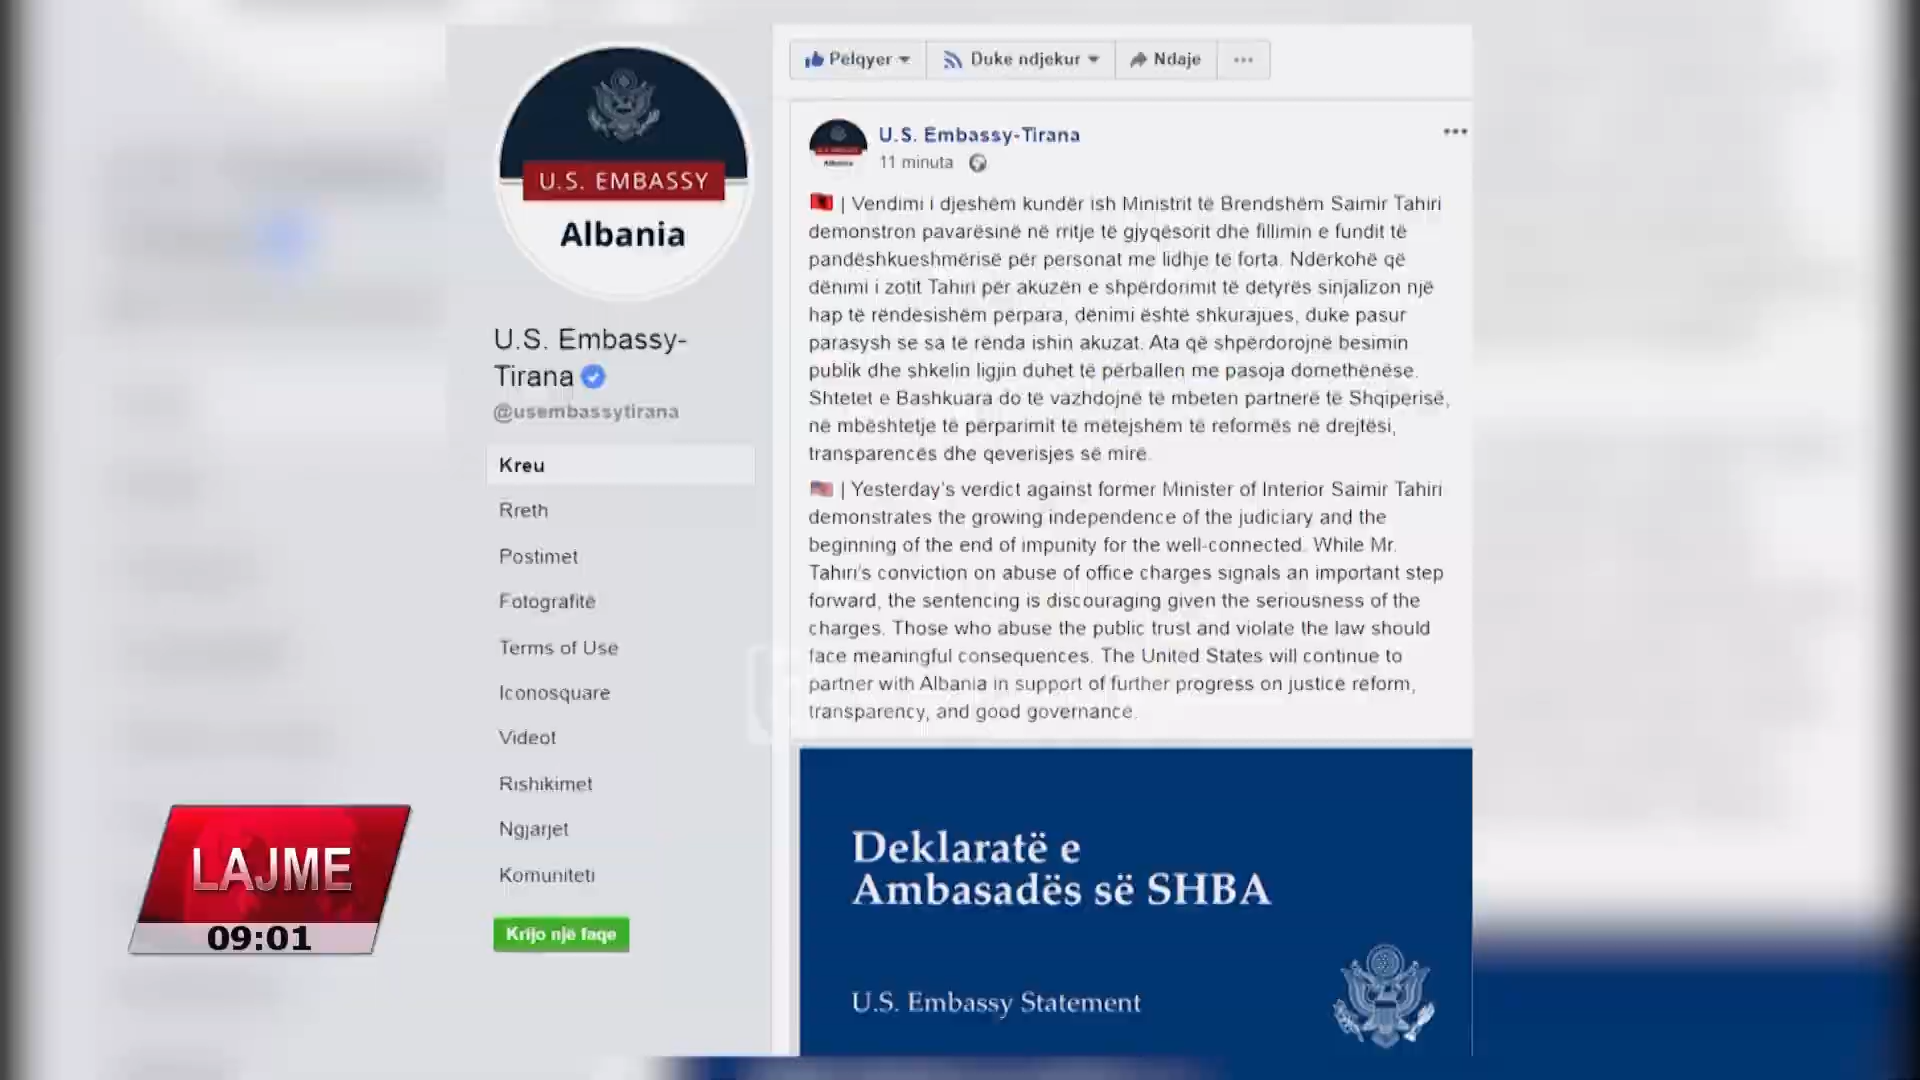 U.S. EMBASSY
Albania
U.S. Embassy-
Tirana
@usembassytirana
Kreu
Rreth
Postimet
Fotografitë
Terms of Use
Iconosquare
Videot
Rishikimet
Ngjarjet
Komuniteti
Krijo një faqe
Pëlqyer
Duke ndjekur
Ndaje
U.S. Embassy-Tirana
11 minuta
| Vendimi i djeshëm kundër ish Ministrit të Brendshëm Saimir Tahiri
demonstron pavarësinë në rritje të gjyqësorit dhe fillimin e fundit të
pandëshkueshmërisë për personat me lidhje të forta. Ndërkohë që
dënimi i zotit Tahiri për akuzën e shpërdorimit të detyrës sinjalizon një
hap të rëndësishëm përpara, dënimi është shkurajues, duke pasur
parasysh se sa të rënda ishin akuzat. Ata që shpërdorojnë besimin
publik dhe shkelin ligjin duhet të përballen me pasoja domethënëse.
Shtetet e Bashkuara do të vazhdojnë të mbeten partnerë të Shqipërisë,
në mbështetje të përparimit të mëtejshëm të reformës në drejtësi,
transparencës dhe qeverisjes së mirë.
| Yesterday's verdict against former Minister of Interior Saimir Tahiri
demonstrates the growing independence of the judiciary and the
beginning of the end of impunity for the well-connected. While Mr.
Tahiri's conviction on abuse of office charges signals an important step
forward, the sentencing is discouraging given the seriousness of the
charges. Those who abuse the public trust and violate the law should
face meaningful consequences. The United States will continue to
partner with Albania in support of further progress on justice reform,
transparency, and good governance.
Deklaratë e
Ambasadës së SHBA
U.S. Embassy Statement
LAJME
09:01